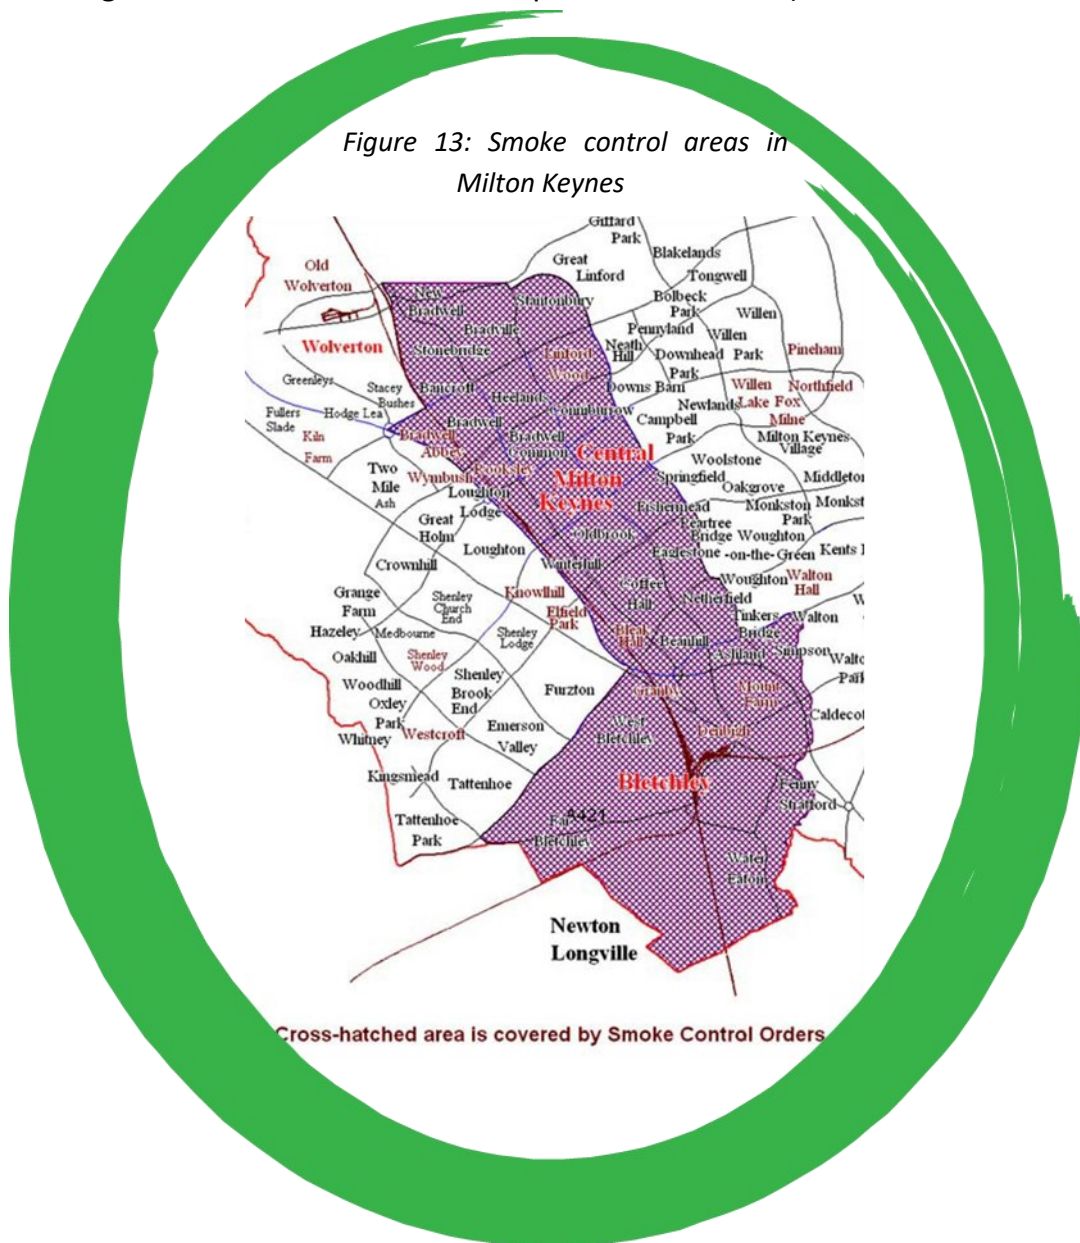 Figure 13: Smoke control areas in
Milton Keynes
Giffard
Park
Blakelands
Great
Linford
Tongwell
Old
Wolverton
New
Bradwell
Stantonbury
Bolbeck
Park
Willen
Bradville
Pennyland
Willen
Park
Wolverton
Stonebridge
Linford
Wood
Neath
Hill
Downhead
Park
Pineham
Greenleys
Stacey
Bushes
Bancroft
Heelands
Downs Barn
Willen
Lake
Northfield
Fox
Milne
Fullers
Slade
Hodge Lea
Conniburrow
Newlands
Campbell
Park
Kiln
Farm
Bradwell
Bradwell
Abbey
Bradwell
Common
Central
Milton
Keynes
Milton Keynes
Village
Woolstone
Two
Mile
Ash
Wymbush
Rooksley
Springfield
Oakgrove
Middleton
Loughton
Lodge
Fishermead
Monkston
Park
Monkst
Great
Holm
Peartree
Bridge
Woughton
-on-the-Green
Kents
Loughton
Oldbrook
Eaglestone
Crownhill
Winterhill
Coffee
Hall
Netherfield
Woughton
Walton
Hall
Grange
Farm
Shenley
Church
End
Knowlhill
Elfield
Park
Tinkers
Bridge
Walton
W
Hazeley
Medbourne
Shenley
Lodge
Bleak
Hall
Beanhill
Ashland
Simpson
Walto
Park
Oakhill
Shenley
Wood
Woodhill
Shenley
Brook
End
Furzton
Granby
Mount
Farm
Oxley
Park
West
Bletchley
Denbigh
Caldecot
Whitney
Westcroft
Emerson
Valley
Kingsmead
Tattenhoe
Bletchley
Fenny
Stratford
Tattenhoe
Park
A421
Far
Bletchley
Water
Eaton
Newton
Longville
Cross-hatched area is covered by Smoke Control Orders